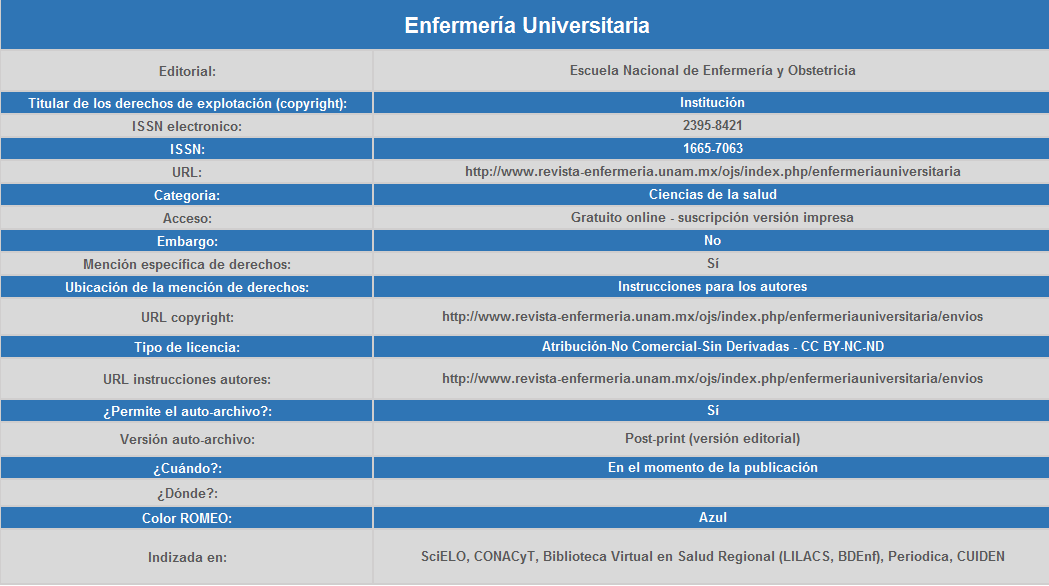 Enfermería Universitaria
Editorial: Escuela Nacional de Enfermería y Obstetricia
Titular de los derechos de explotación (copyright): Institución
ISSN electronico: 2395-8421
ISSN: 1665-7063
URL: http://www.revista-enfermeria.unam.mx/ojs/index.php/enfermeriauniversitaria
Categoria: Ciencias de la salud
Acceso: Gratuito online - suscripción versión impresa
Embargo: No
Mención específica de derechos: Sí
Ubicación de la mención de derechos: Instrucciones para los autores
URL copyright: http://www.revista-enfermeria.unam.mx/ojs/index.php/enfermeriauniversitaria/envios
Tipo de licencia: Atribución-No Comercial-Sin Derivadas - CC BY-NC-ND
URL instrucciones autores: http://www.revista-enfermeria.unam.mx/ojs/index.php/enfermeriauniversitaria/envios
¿Permite el auto-archivo?: Sí
Versión auto-archivo: Post-print (versión editorial)
¿Cuándo?: En el momento de la publicación
¿Dónde?:
Color ROMEO: Azul
Indizada en: SciELO, CONACyT, Biblioteca Virtual en Salud Regional (LILACS, BDEnf), Periodica, CUIDEN